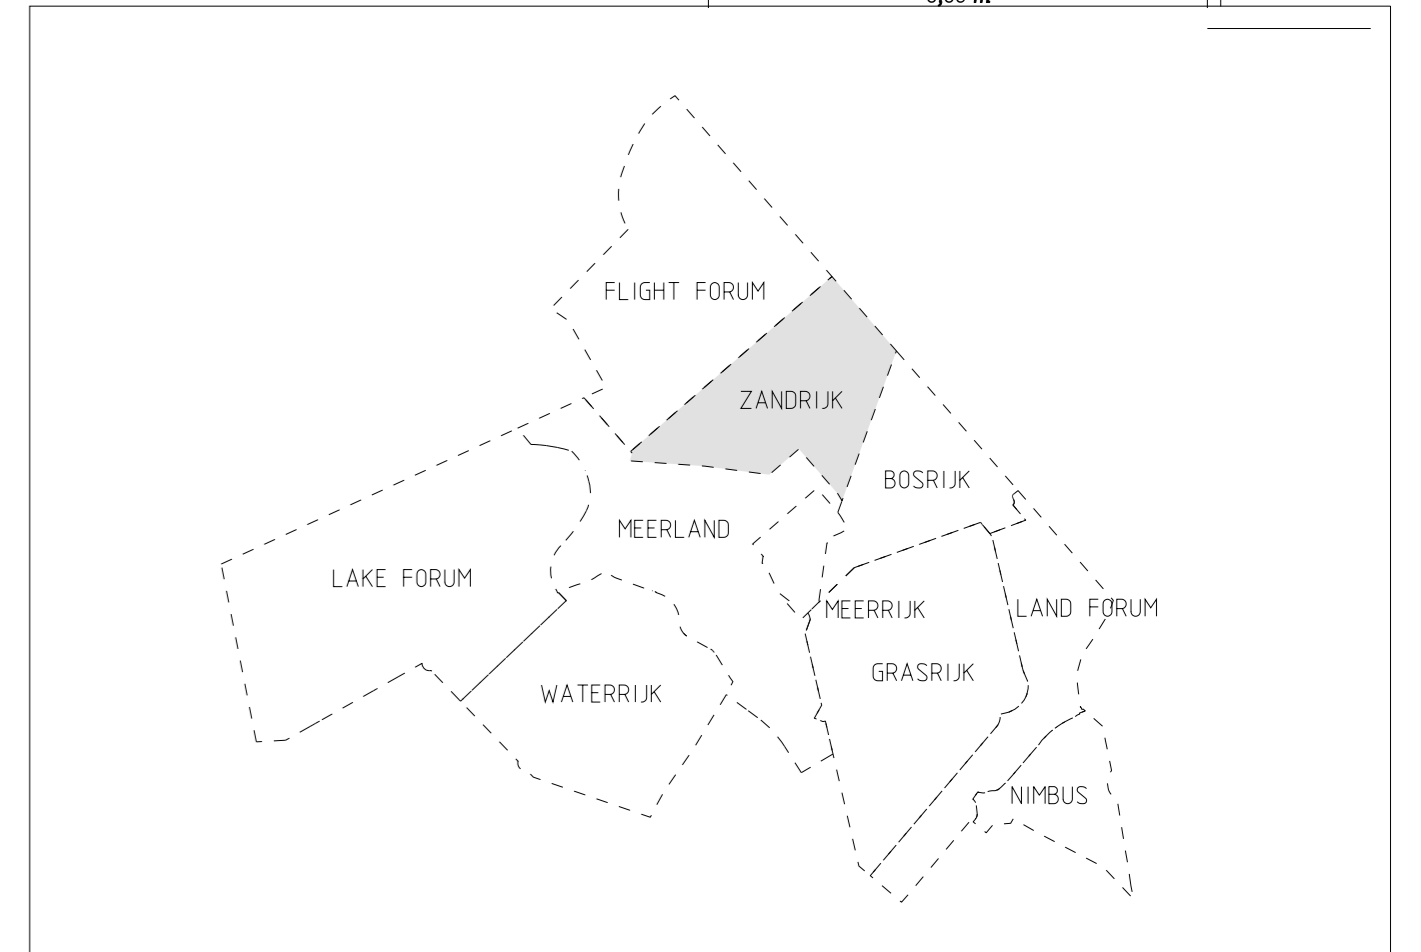 FLIGHT FORUM
ZANDRIJK
BOSRIJK
MEERLAND
LAKE FORUM
MEERRIJK
LAND FORUM
GRASRIJK
WATERRIJK
NIMBUS